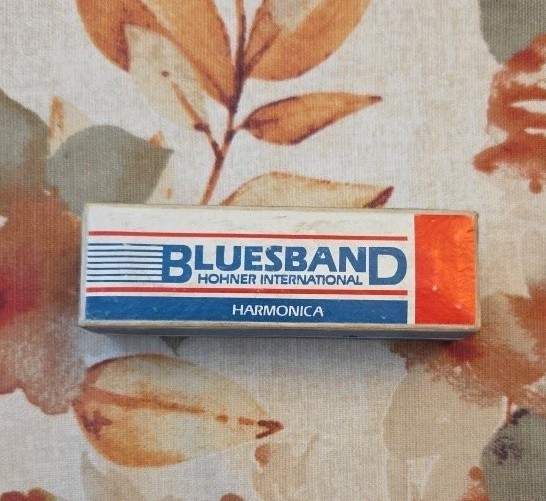 BLUESBAND
HOHNER INTERNATIONAL
HARMONICA